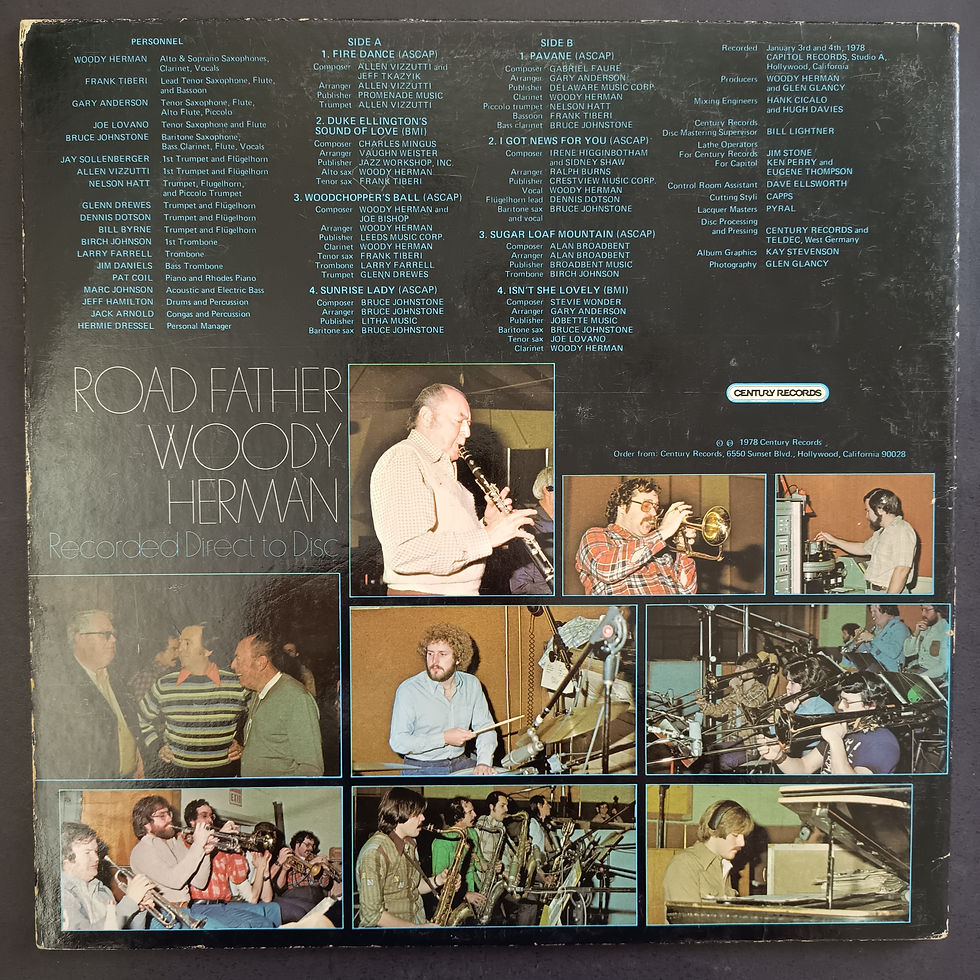 PERSONNEL
WOODY HERMAN Alto & Soprano Saxophones,
Clarinet, Vocals
FRANK TIBERI Lead Tenor Saxophone, Flute,
and Bassoon
GARY ANDERSON Tenor Saxophone, Flute,
Alto Flute, Piccolo
JOE LOVANO Tenor Saxophone and Flute
BRUCE JOHNSTONE Baritone Saxophone,
Bass Clarinet, Flute, Vocals
JAY SOLLENBERGER 1st Trumpet and Flügelhorn
ALLEN VIZZUTTI 1st Trumpet and Flügelhorn
NELSON HATT Trumpet, Flugelhorn,
and Piccolo Trumpet
GLENN DREWES Trumpet and Flügelhorn
DENNIS DOTSON Trumpet and Flügelhorn
BILL BYRNE Trumpet and Flügelhorn
BIRCH JOHNSON 1st Trombone
LARRY FARRELL Trombone
JIM DANIELS Bass Trombone
PAT COIL Piano and Rhodes Piano
MARC JOHNSON Acoustic and Electric Bass
JEFF HAMILTON Drums and Percussion
JACK ARNOLD Congas and Percussion
HERMIE DRESSEL Personal Manager
SIDE A
1. FIRE DANCE (ASCAP)
Composer ALLEN VIZZUTTI and
JEFF TKAZYIK
Arranger ALLEN VIZZUTTI
Publisher PROMENADE MUSIC
Trumpet ALLEN VIZZUTTI
2. DUKE ELLINGTON'S
SOUND OF LOVE (BMI)
Composer CHARLES MINGUS
Arranger VAUGHN WEISTER
Publisher JAZZ WORKSHOP, INC.
Alto sax WOODY HERMAN
Tenor sax FRANK TIBERI
3. WOODCHOPPER'S BALL (ASCAP)
Composer WOODY HERMAN and
JOE BISHOP
Arranger WOODY HERMAN
Publisher LEEDS MUSIC CORP.
Clarinet WOODY HERMAN
Tenor sax FRANK TIBERI
Trombone LARRY FARRELL
Trumpet GLENN DREWES
4. SUNRISE LADY (ASCAP)
Composer BRUCE JOHNSTONE
Arranger BRUCE JOHNSTONE
Publisher LITHA MUSIC
Baritone sax BRUCE JOHNSTONE
SIDE B
1. PAVANE (ASCAP)
Composer GABRIEL FAURE
Arranger GARY ANDERSON
Publisher DELAWARE MUSIC CORP.
Clarinet WOODY HERMAN
Piccolo trumpet NELSON HATT
Bassoon FRANK TIBERI
Bass clarinet BRUCE JOHNSTONE
2. I GOT NEWS FOR YOU (ASCAP)
Composer IRENE HIGGINBOTHAM
and SIDNEY SHAW
Arranger RALPH BURNS
Publisher CRESTVIEW MUSIC CORP.
Vocal WOODY HERMAN
Flügelhorn lead DENNIS DOTSON
Baritone sax BRUCE JOHNSTONE
and vocal
3. SUGAR LOAF MOUNTAIN (ASCAP)
Composer ALAN BROADBENT
Arranger ALAN BROADBENT
Publisher BROADBENT MUSIC
Trombone BIRCH JOHNSON
4. ISN'T SHE LOVELY (BMI)
Composer STEVIE WONDER
Arranger GARY ANDERSON
Publisher JOBETTE MUSIC
Baritone sax BRUCE JOHNSTONE
Tenor sax JOE LOVANO
Clarinet WOODY HERMAN
Recorded January 3rd and 4th, 1978
CAPITOL RECORDS, Studio A,
Hollywood, California
Producers WOODY HERMAN
and GLEN GLANCY
Mixing Engineers HANK CICALO
and HUGH DAVIES
Century Records
Disc Mastering Supervisor BILL LIGHTNER
Lathe Operators
For Century Records JIM STONE
For Capitol KEN PERRY and
EUGENE THOMPSON
Control Room Assistant DAVE ELLSWORTH
Cutting Styli CAPPS
Lacquer Masters PYRAL
Disc Processing
and Pressing CENTURY RECORDS and
TELDEC, West Germany
Album Graphics KAY STEVENSON
Photography GLEN GLANCY
ROAD FATHER
WOODY
HERMAN
Recorded Direct to Disc
CENTURY RECORDS
© ℗ 1978 Century Records
Order from: Century Records, 6550 Sunset Blvd., Hollywood, California 90028
EXIT